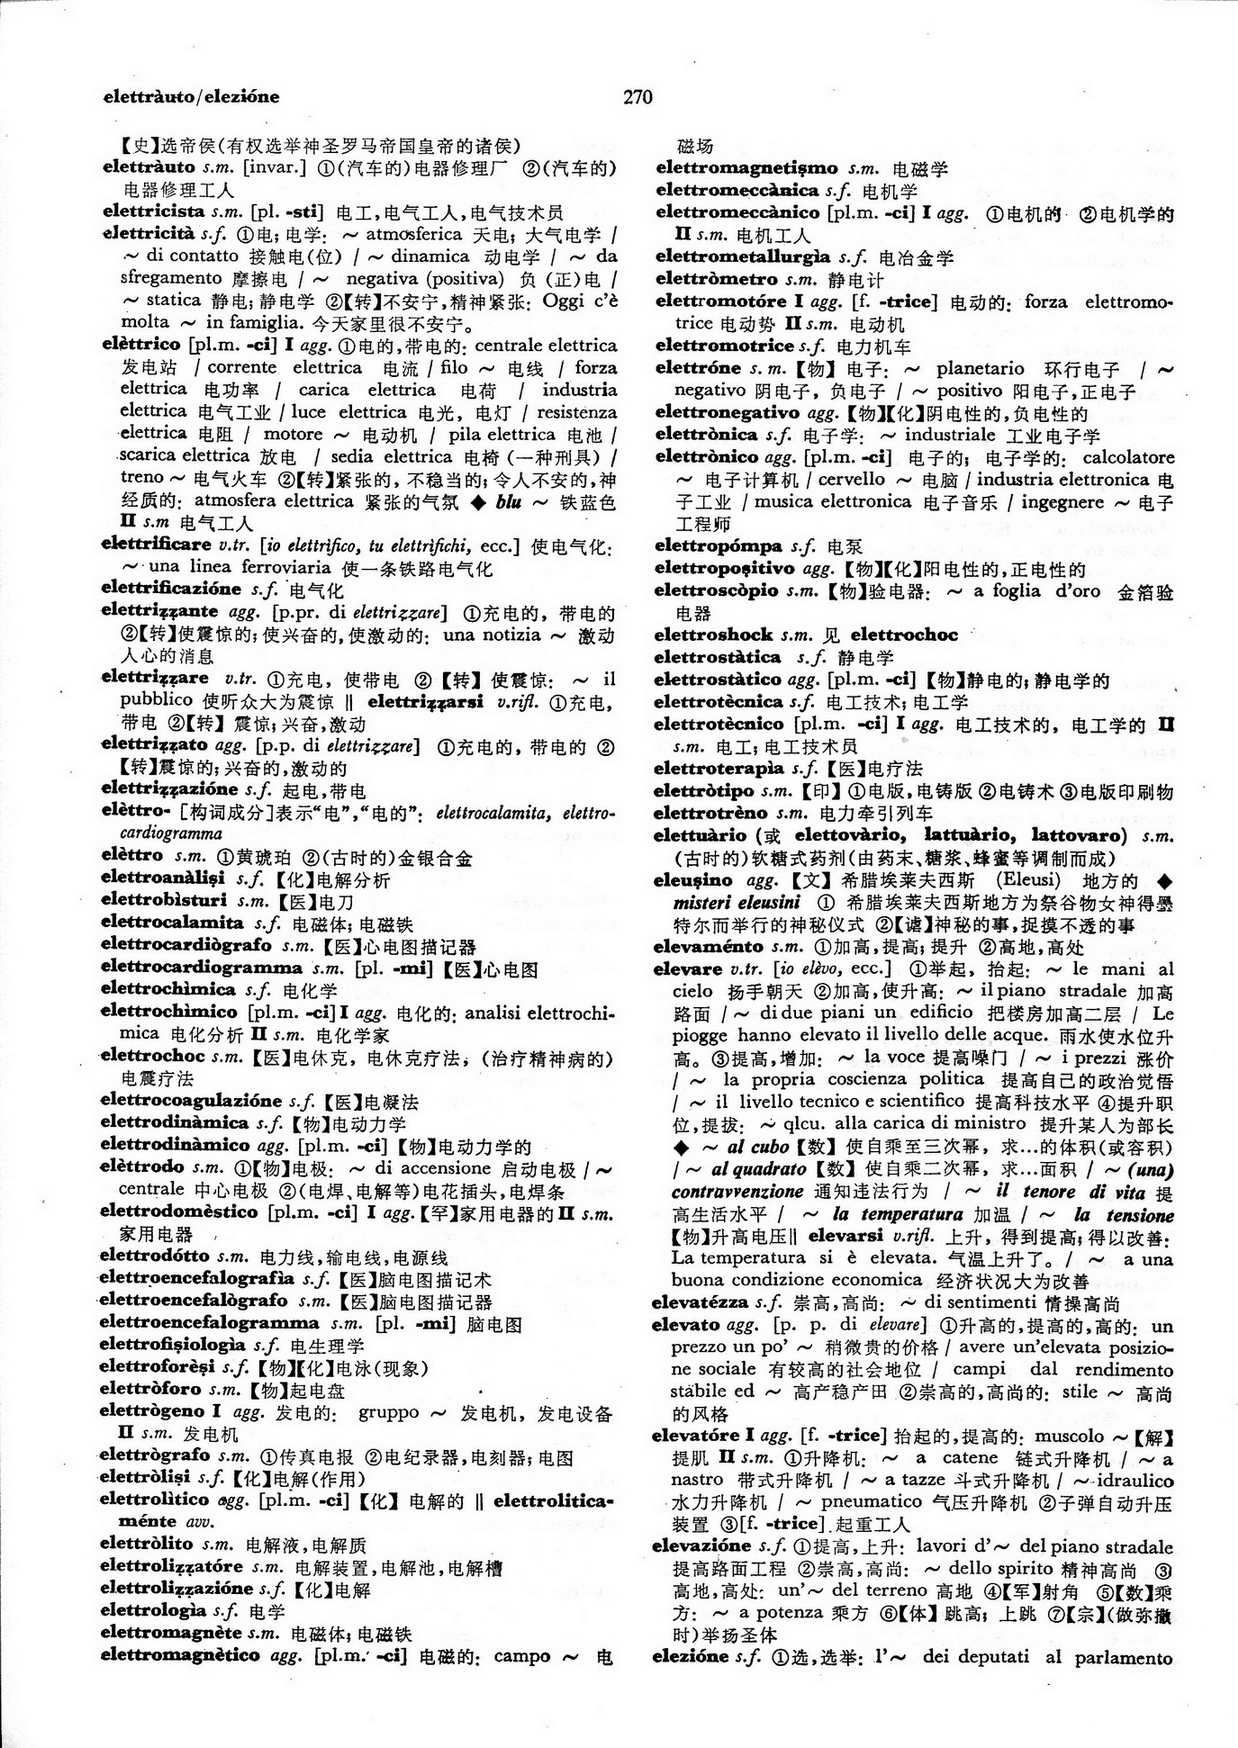 elettràuto/elezióne
270
【史】选帝侯(有权选举神圣罗马帝国皇帝的诸侯)
elettràuto s.m. [invar.] ①(汽车的)电器修理厂 ②(汽车的)
电器修理工人
elettricista s.m. [pl. -sti] 电工,电气工人,电气技术员
elettricità s.f. ①电; 电学: ～ atmosferica 天电; 大气电学 /
～ di contatto 接触电(位) / ～ dinamica 动电学 / ～ da
sfregamento 摩擦电 / ～ negativa (positiva) 负 (正)电 /
～ statica 静电; 静电学 ②【转】不安宁,精神紧张: Oggi c'è
molta ～ in famiglia. 今天家里很不安宁。
elèttrico [pl.m. -ci] I agg. ①电的,带电的: centrale elettrica
发电站 / corrente elettrica 电流 / filo ～ 电线 / forza
elettrica 电功率 / carica elettrica 电荷 / industria
elettrica 电气工业 / luce elettrica 电光, 电灯 / resistenza
elettrica 电阻 / motore ～ 电动机 / pila elettrica 电池 /
scarica elettrica 放电 / sedia elettrica 电椅 (一种刑具) /
treno ～ 电气火车 ②【转】紧张的, 不稳当的; 令人不安的,神
经质的: atmosfera elettrica 紧张的气氛 ◆ blu ～ 铁蓝色
II s.m 电气工人
elettrificare v.tr. [io elettrifico, tu elettrifichi, ecc.] 使电气化:
～ una linea ferroviaria 使一条铁路电气化
elettrificazióne s.f. 电气化
elettriẓẓante agg. [p.pr. di elettriẓẓare] ①充电的, 带电的
②【转】使震惊的; 使兴奋的,使激动的: una notizia ～ 激动
人心的消息
elettriẓẓare v.tr. ①充电, 使带电 ②【转】使震惊: ～ il
pubblico 使听众大为震惊 ‖ elettriẓẓarsi v.rifl. ①充电,
带电 ②【转】震惊; 兴奋,激动
elettriẓẓato agg. [p.p. di elettriẓẓare] ①充电的, 带电的 ②
【转】震惊的; 兴奋的,激动的
elettriẓẓazióne s.f. 起电,带电
elèttro- [构词成分]表示“电”,“电的”: elettrocalamita, elettro-
cardiogramma
elèttro s.m. ①黄琥珀 ②(古时的)金银合金
elettroanàliṣi s.f. 【化】电解分析
elettrobìsturi s.m. 【医】电刀
elettrocalamita s.f. 电磁体; 电磁铁
elettrocardiògrafo s.m. 【医】心电图描记器
elettrocardiogramma s.m. [pl. -mi] 【医】心电图
elettrochìmica s.f. 电化学
elettrochìmico [pl.m. -ci] I agg. 电化的: analisi elettrochi-
mica 电化分析 II s.m. 电化学家
elettrochoc s.m. 【医】电休克, 电休克疗法; (治疗精神病的)
电震疗法
elettrocoagulazióne s.f. 【医】电凝法
elettrodinàmica s.f. 【物】电动力学
elettrodinàmico agg. [pl.m. -ci] 【物】电动力学的
elèttrodo s.m. ①【物】电极: ～ di accensione 启动电极 / ～
centrale 中心电极 ②(电焊、电解等)电花插头,电焊条
elettrodomèstico [pl.m. -ci] I agg.【罕】家用电器的 II s.m.
家用电器
elettrodótto s.m. 电力线,输电线,电源线
elettroencefalografìa s.f. 【医】脑电图描记术
elettroencefalògrafo s.m. 【医】脑电图描记器
elettroencefalogramma s.m. [pl. -mi] 脑电图
elettrofiṣiologìa s.f. 电生理学
elettroforèṣi s.f. 【物】【化】电泳(现象)
elettròforo s.m. 【物】起电盘
elettrògeno I agg. 发电的: gruppo ～ 发电机, 发电设备
II s.m. 发电机
elettrògrafo s.m. ①传真电报 ②电纪录器,电刻器; 电图
elettròliṣi s.f. 【化】电解(作用)
elettrolìtico agg. [pl.m. -ci] 【化】电解的 ‖ elettrolitica-
ménte avv.
elettròlito s.m. 电解液,电解质
elettroliẓẓatóre s.m. 电解装置,电解池,电解槽
elettroliẓẓazióne s.f. 【化】电解
elettrologìa s.f. 电学
elettromagnète s.m. 电磁体; 电磁铁
elettromagnètico agg. [pl.m. -ci] 电磁的: campo ～ 电
磁场
elettromagnetiṣmo s.m. 电磁学
elettromeccànica s.f. 电机学
elettromeccànico [pl.m. -ci] I agg. ①电机的 ②电机学的
II s.m. 电机工人
elettrometallurgìa s.f. 电冶金学
elettròmetro s.m. 静电计
elettromotóre I agg. [f. -trice] 电动的: forza elettromo-
trice 电动势 II s.m. 电动机
elettromotrice s.f. 电力机车
elettróne s.m. 【物】电子: ～ planetario 环行电子 / ～
negativo 阴电子, 负电子 / ～ positivo 阳电子,正电子
elettronegativo agg. 【物】【化】阴电性的,负电性的
elettrònica s.f. 电子学: ～ industriale 工业电子学
elettrònico agg. [pl.m. -ci] 电子的; 电子学的: calcolatore
～ 电子计算机 / cervello ～ 电脑 / industria elettronica 电
子工业 / musica elettronica 电子音乐 / ingegnere ～ 电子
工程师
elettropómpa s.f. 电泵
elettropoṣitivo agg. 【物】【化】阳电性的,正电性的
elettroscòpio s.m. 【物】验电器: ～ a foglia d'oro 金箔验
电器
elettroshock s.m. 见 elettrochoc
elettrostàtica s.f. 静电学
elettrostàtico agg. [pl.m. -ci] 【物】静电的; 静电学的
elettrotècnica s.f. 电工技术; 电工学
elettrotècnico [pl.m. -ci] I agg. 电工技术的, 电工学的 II
s.m. 电工; 电工技术员
elettroterapìa s.f. 【医】电疗法
elettròtipo s.m. 【印】①电版,电铸版 ②电铸术 ③电版印刷物
elettrotrèno s.m. 电力牵引列车
elettuàrio (或 elettovàrio, lattuàrio, lattovaro) s.m.
(古时的)软糖式药剂(由药末、糖浆、蜂蜜等调制而成)
eleuṣino agg. 【文】希腊埃莱夫西斯 (Eleusi) 地方的 ◆
misteri eleusini ① 希腊埃莱夫西斯地方为祭谷物女神得墨
特尔而举行的神秘仪式 ②【谑】神秘的事,捉摸不透的事
elevaménto s.m. ①加高,提高; 提升 ②高地,高处
elevare v.tr. [io elèvo, ecc.] ①举起, 抬起: ～ le mani al
cielo 扬手朝天 ②加高,使升高: ～ il piano stradale 加高
路面 / ～ di due piani un edificio 把楼房加高二层 / Le
piogge hanno elevato il livello delle acque. 雨水使水位升
高。 ③提高,增加: ～ la voce 提高嗓门 / ～ i prezzi 涨价
/ ～ la propria coscienza politica 提高自己的政治觉悟
/ ～ il livello tecnico e scientifico 提高科技水平 ④提升职
位,提拔: ～ qlcu. alla carica di ministro 提升某人为部长
◆ ～ al cubo【数】使自乘至三次幂, 求…的体积(或容积)
/ ～ al quadrato【数】使自乘二次幂, 求…面积 / ～ (una)
contravvenzione 通知违法行为 / ～ il tenore di vita 提
高生活水平 / ～ la temperatura 加温 / ～ la tensione
【物】升高电压‖ elevarsi v.rifl. 上升, 得到提高; 得以改善:
La temperatura si è elevata. 气温上升了。 / ～ a una
buona condizione economica 经济状况大为改善
elevatézza s.f. 崇高,高尚: ～ di sentimenti 情操高尚
elevato agg. [p. p. di elevare] ①升高的,提高的,高的: un
prezzo un po' ～ 稍微贵的价格 / avere un'elevata posizio-
ne sociale 有较高的社会地位 / campi dal rendimento
stabile ed ～ 高产稳产田 ②崇高的,高尚的: stile ～ 高尚
的风格
elevatóre I agg. [f. -trice] 抬起的,提高的: muscolo ～【解】
提肌 II s.m. ①升降机: ～ a catene 链式升降机 / ～ a
nastro 带式升降机 / ～ a tazze 斗式升降机 / ～ idraulico
水力升降机 / ～ pneumatico 气压升降机 ②子弹自动升压
装置 ③[f. -trice] 起重工人
elevazióne s.f. ①提高,上升: lavori d'～ del piano stradale
提高路面工程 ②崇高,高尚: ～ dello spirito 精神高尚 ③
高地,高处: un'～ del terreno 高地 ④【军】射角 ⑤【数】乘
方: ～ a potenza 乘方 ⑥【体】跳高; 上跳 ⑦【宗】(做弥撒
时)举扬圣体
elezióne s.f. ①选,选举: l'～ dei deputati al parlamento